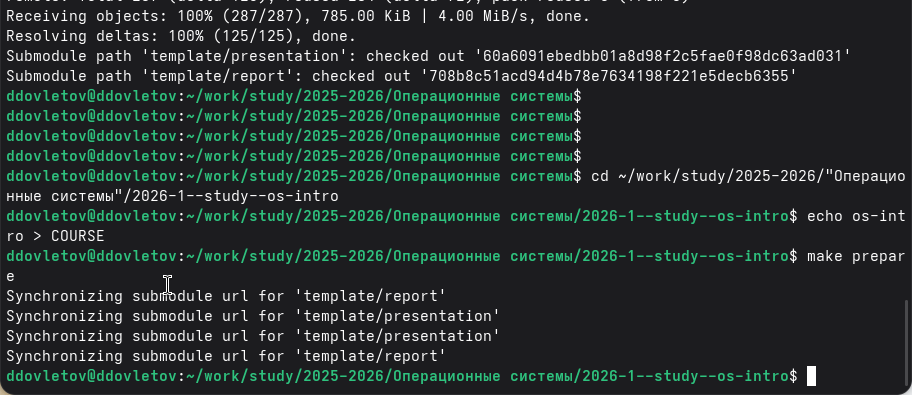 Receiving objects: 100% (287/287), 785.00 KiB | 4.00 MiB/s, done.
Resolving deltas: 100% (125/125), done.
Submodule path 'template/presentation': checked out '60a6091ebedbb01a8d98f2c5fae0f98dc63ad031'
Submodule path 'template/report': checked out '708b8c51acd94d4b78e7634198f221e5decb6355'
ddovletov@ddovletov:~/work/study/2025-2026/Операционные системы$
ddovletov@ddovletov:~/work/study/2025-2026/Операционные системы$
ddovletov@ddovletov:~/work/study/2025-2026/Операционные системы$
ddovletov@ddovletov:~/work/study/2025-2026/Операционные системы$
ddovletov@ddovletov:~/work/study/2025-2026/Операционные системы$ cd ~/work/study/2025-2026/"Операцио
нные системы"/2026-1--study--os-intro
ddovletov@ddovletov:~/work/study/2025-2026/Операционные системы/2026-1--study--os-intro$ echo os-int
ro > COURSE
ddovletov@ddovletov:~/work/study/2025-2026/Операционные системы/2026-1--study--os-intro$ make prepar
e
Synchronizing submodule url for 'template/report'
Synchronizing submodule url for 'template/presentation'
Synchronizing submodule url for 'template/presentation'
Synchronizing submodule url for 'template/report'
ddovletov@ddovletov:~/work/study/2025-2026/Операционные системы/2026-1--study--os-intro$